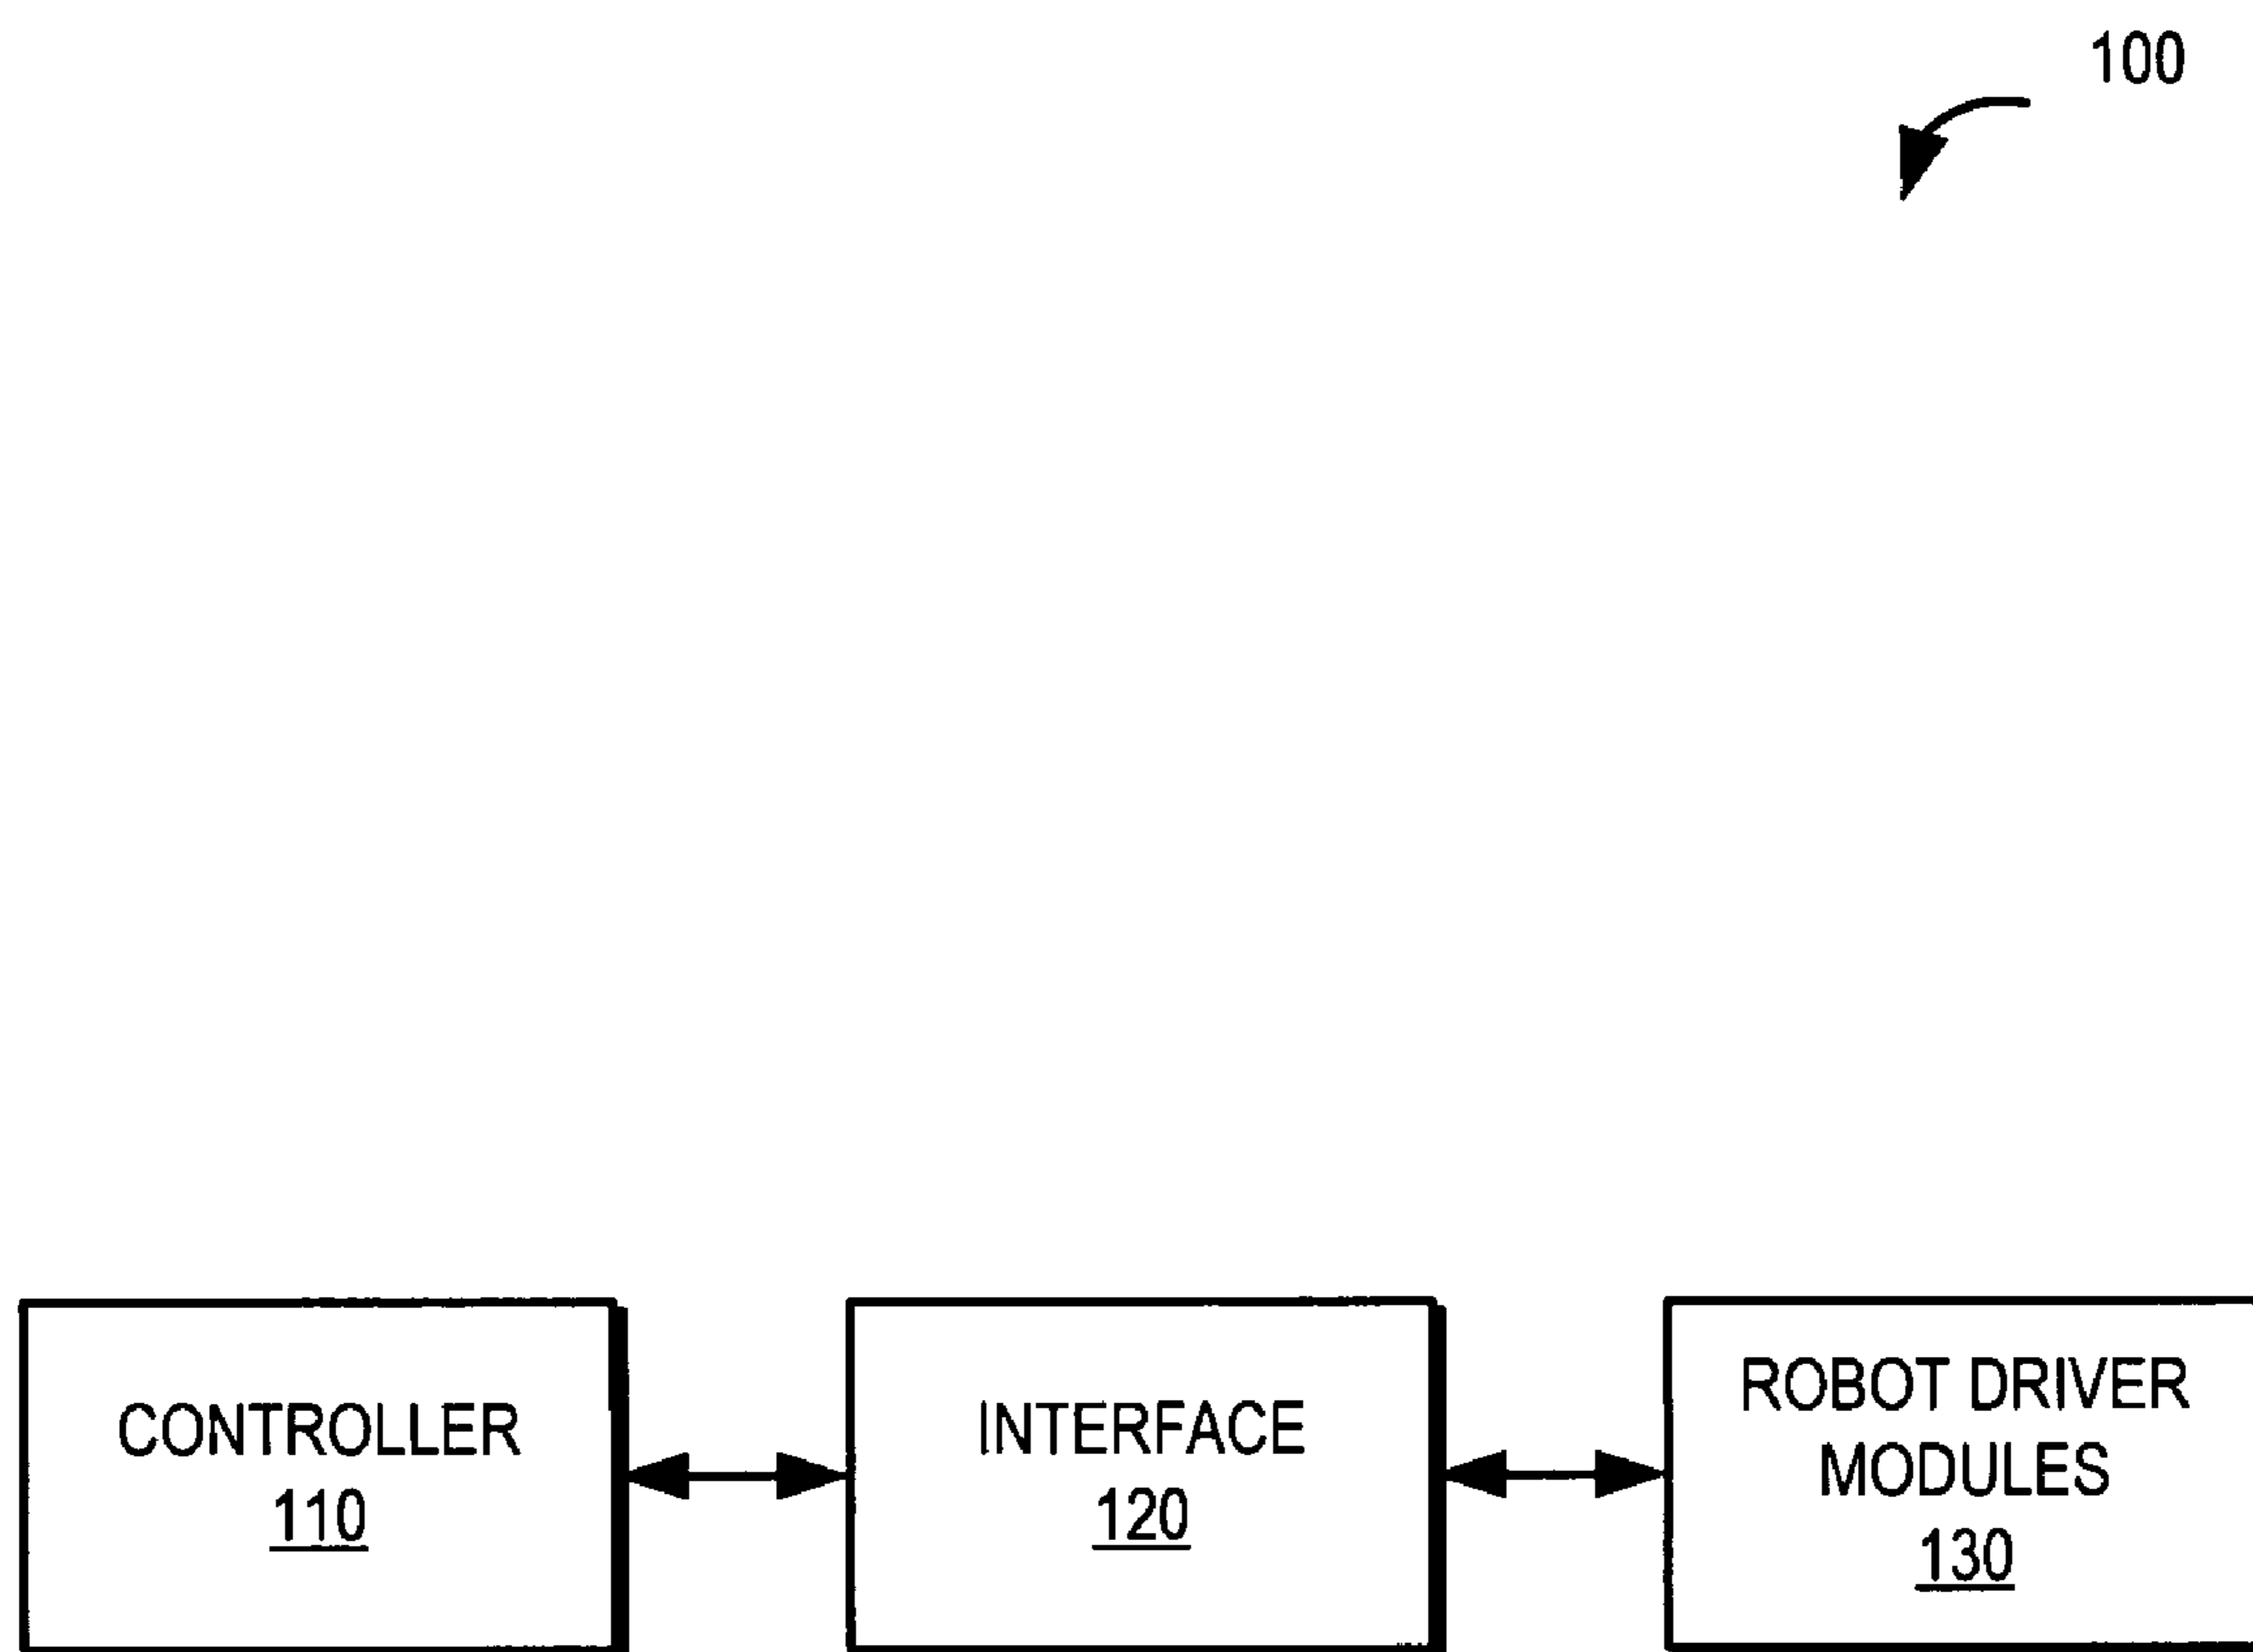 100
CONTROLLER
110
INTERFACE
120
ROBOT DRIVER
MODULES
130